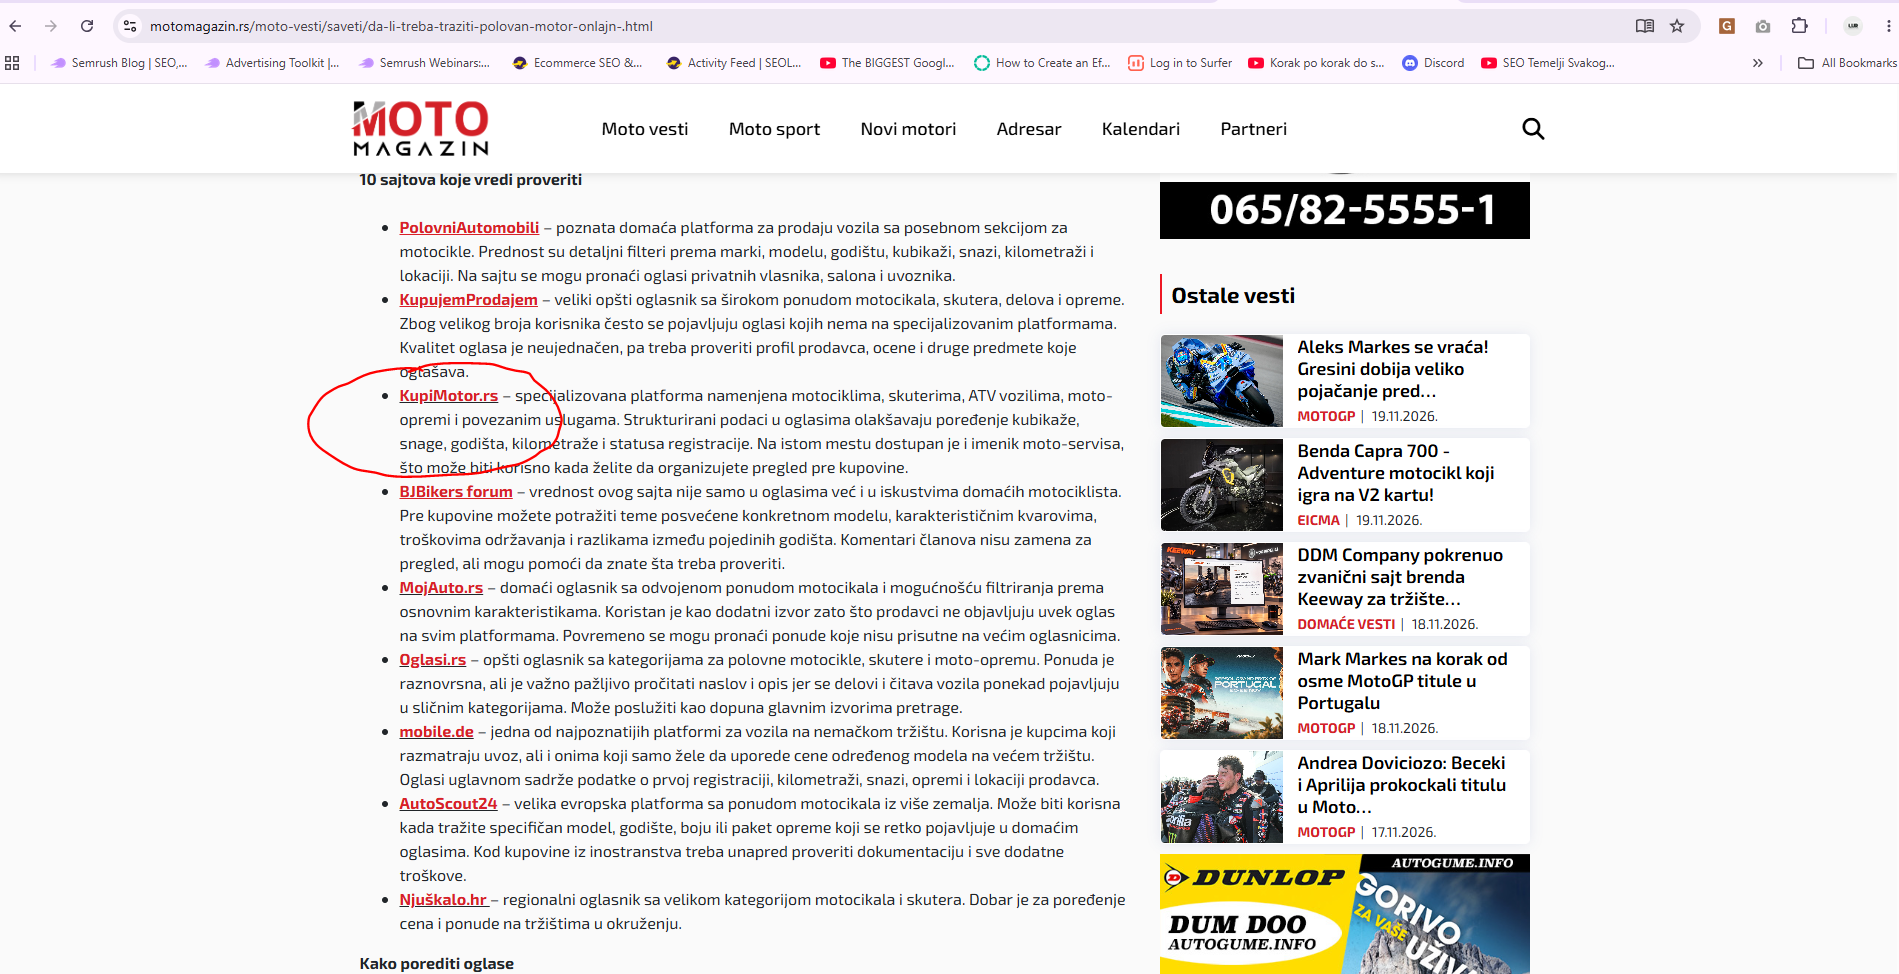 motomagazin.rs/moto-vesti/saveti/da-li-treba-traziti-polovan-motor-onlajn-.html
Semrush Blog | SEO,...
Advertising Toolkit |...
Semrush Webinars:...
Ecommerce SEO &...
Activity Feed | SEOL...
The BIGGEST Googl...
How to Create an Ef...
Log in to Surfer
Korak po korak do s...
Discord
SEO Temelji Svakog...
All Bookmarks
MOTO
MAGAZIN
Moto vesti
Moto sport
Novi motori
Adresar
Kalendari
Partneri
10 sajtova koje vredi proveriti
PolovniAutomobili – poznata domaća platforma za prodaju vozila sa posebnom sekcijom za
motocikle. Prednost su detaljni filteri prema marki, modelu, godištu, kubikaži, snazi, kilometraži i
lokaciji. Na sajtu se mogu pronaći oglasi privatnih vlasnika, salona i uvoznika.
KupujemProdajem – veliki opšti oglasnik sa širokom ponudom motocikala, skutera, delova i opreme.
Zbog velikog broja korisnika često se pojavljuju oglasi kojih nema na specijalizovanim platformama.
Kvalitet oglasa je neujednačen, pa treba proveriti profil prodavca, ocene i druge predmete koje
oglašava.
KupiMotor.rs – specijalizovana platforma namenjena motociklima, skuterima, ATV vozilima, moto-
opremi i povezanim uslugama. Strukturirani podaci u oglasima olakšavaju poređenje kubikaže,
snage, godišta, kilometraže i statusa registracije. Na istom mestu dostupan je i imenik moto-servisa,
što može biti korisno kada želite da organizujete pregled pre kupovine.
BJBikers forum – vrednost ovog sajta nije samo u oglasima već i u iskustvima domaćih motociklista.
Pre kupovine možete potražiti teme posvećene konkretnom modelu, karakterističnim kvarovima,
troškovima održavanja i razlikama između pojedinih godišta. Komentari članova nisu zamena za
pregled, ali mogu pomoći da znate šta treba proveriti.
MojAuto.rs – domaći oglasnik sa odvojenom ponudom motocikala i mogućnošću filtriranja prema
osnovnim karakteristikama. Koristan je kao dodatni izvor zato što prodavci ne objavljuju uvek oglas
na svim platformama. Povremeno se mogu pronaći ponude koje nisu prisutne na većim oglasnicima.
Oglasi.rs – opšti oglasnik sa kategorijama za polovne motocikle, skutere i moto-opremu. Ponuda je
raznovrsna, ali je važno pažljivo pročitati naslov i opis jer se delovi i čitava vozila ponekad pojavljuju
u sličnim kategorijama. Može poslužiti kao dopuna glavnim izvorima pretrage.
mobile.de – jedna od najpoznatijih platformi za vozila na nemačkom tržištu. Korisna je kupcima koji
razmatraju uvoz, ali i onima koji samo žele da uporede cene određenog modela na većem tržištu.
Oglasi uglavnom sadrže podatke o prvoj registraciji, kilometraži, snazi, opremi i lokaciji prodavca.
AutoScout24 – velika evropska platforma sa ponudom motocikala iz više zemalja. Može biti korisna
kada tražite specifičan model, godište, boju ili paket opreme koji se retko pojavljuje u domaćim
oglasima. Kod kupovine iz inostranstva treba unapred proveriti dokumentaciju i sve dodatne
troškove.
Njuškalo.hr – regionalni oglasnik sa velikom kategorijom motocikala i skutera. Dobar je za poređenje
cena i ponude na tržištima u okruženju.
Kako porediti oglase
065/82-5555-1
Ostale vesti
Aleks Markes se vraća!
Gresini dobija veliko
pojačanje pred...
MOTOGP | 19.11.2026.
Benda Capra 700 -
Adventure motocikl koji
igra na V2 kartu!
EICMA | 19.11.2026.
KEEWAY
DDM Company pokrenuo
zvanični sajt brenda
Keeway za tržište...
DOMAĆE VESTI | 18.11.2026.
PORTUGAL
Mark Markes na korak od
osme MotoGP titule u
Portugalu
MOTOGP | 18.11.2026.
Andrea Doviciozo: Beceki
i Aprilija prokockali titulu
u Moto...
MOTOGP | 17.11.2026.
AUTOGUME.INFO
DUNLOP
DUM DOO
AUTOGUME.INFO
GORIVO
ZA VAŠE